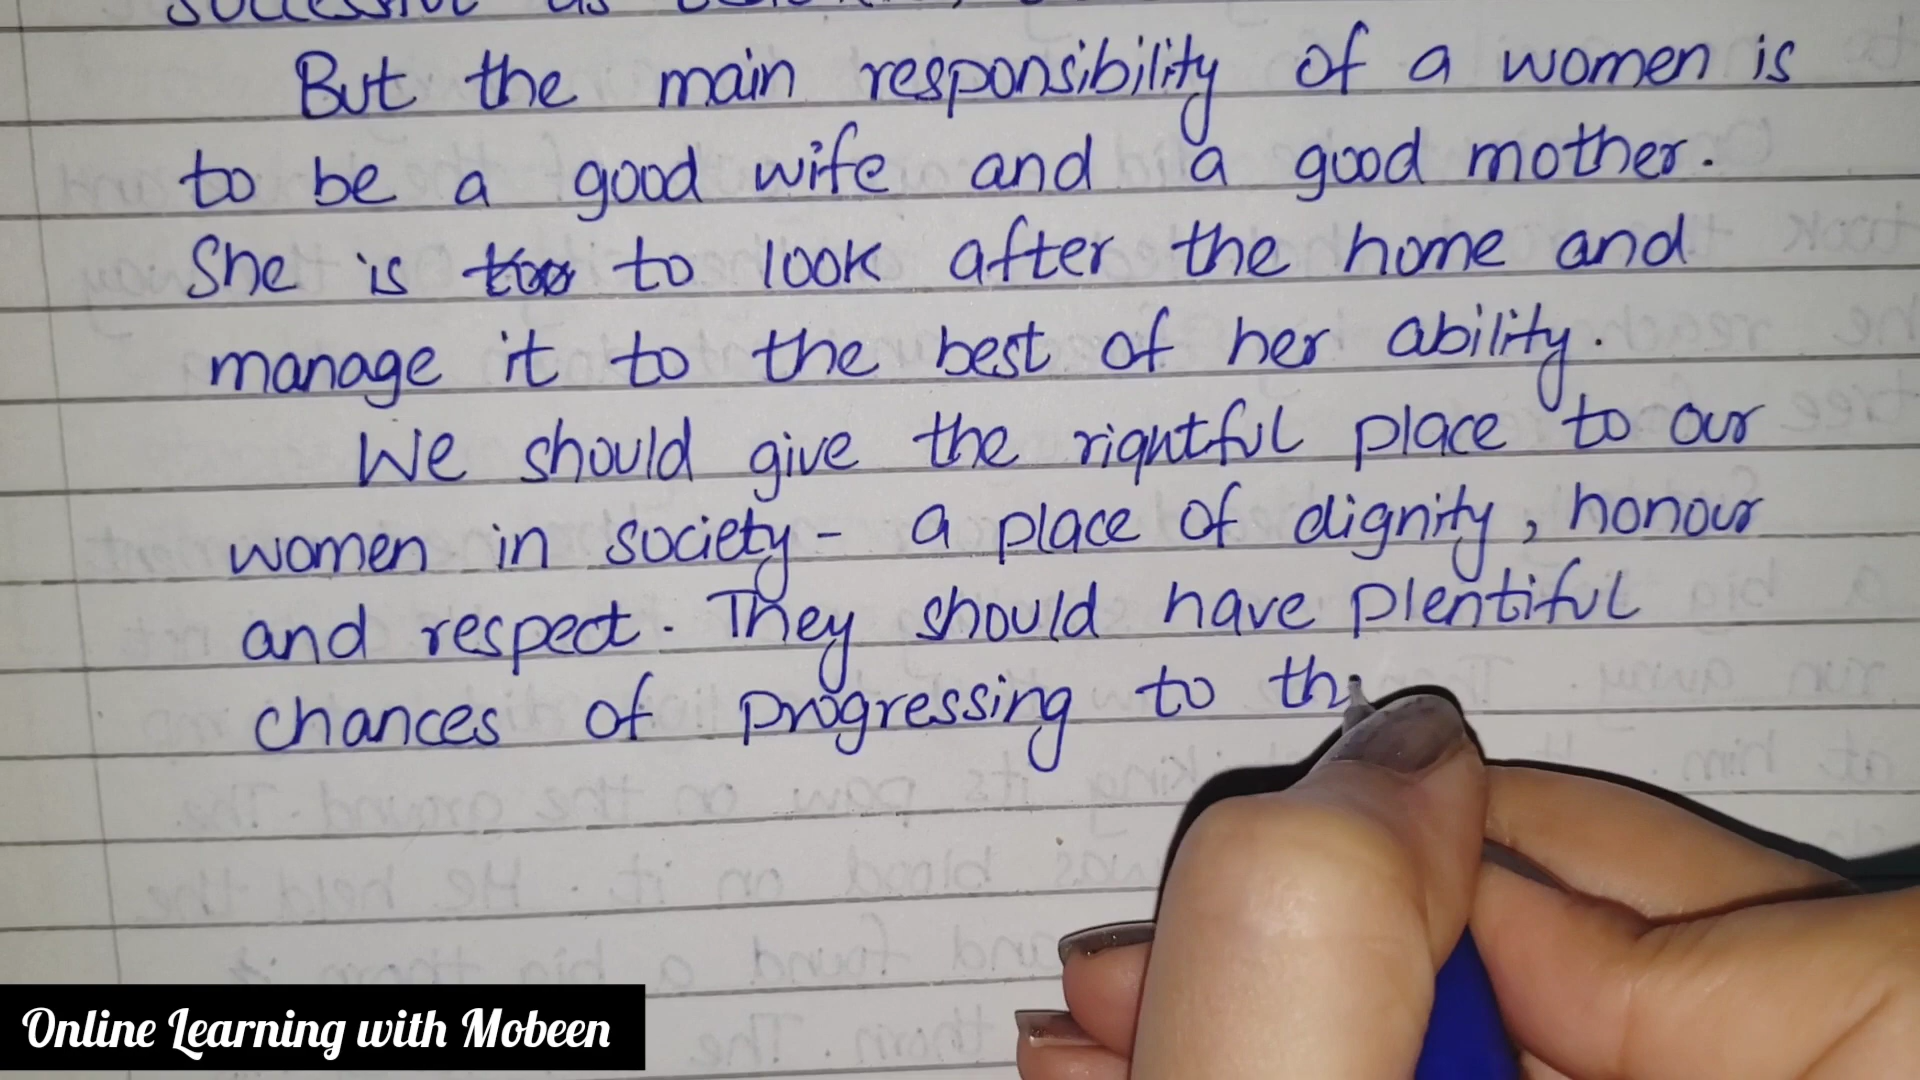 successful as
But the main responsibility of a women is
to be a good wife and a good mother.
She is to look after the home and
manage it to the best of her ability.
We should give the rightful place to our
women in society - a place of dignity, honour
and respect. They should have plentiful
chances of progressing to th
Online Learning with Mobeen